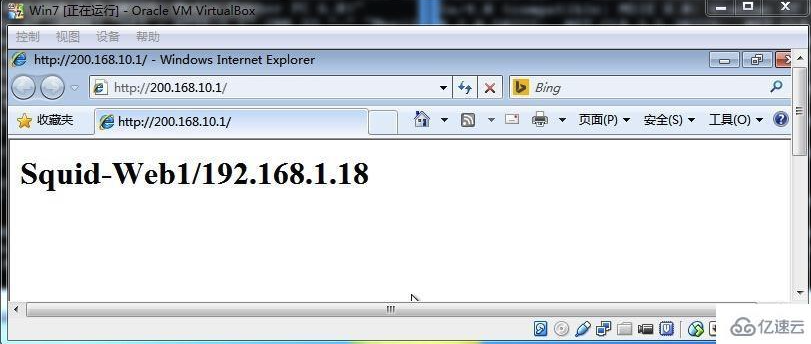 Win7 [正在运行] - Oracle VM VirtualBox
控制 视图 设备 帮助
http://200.168.10.1/ - Windows Internet Explorer
http://200.168.10.1/
Bing
收藏夹
http://200.168.10.1/
页面(P) 安全(S) 工具(O)
Squid-Web1/192.168.1.18
亿速云